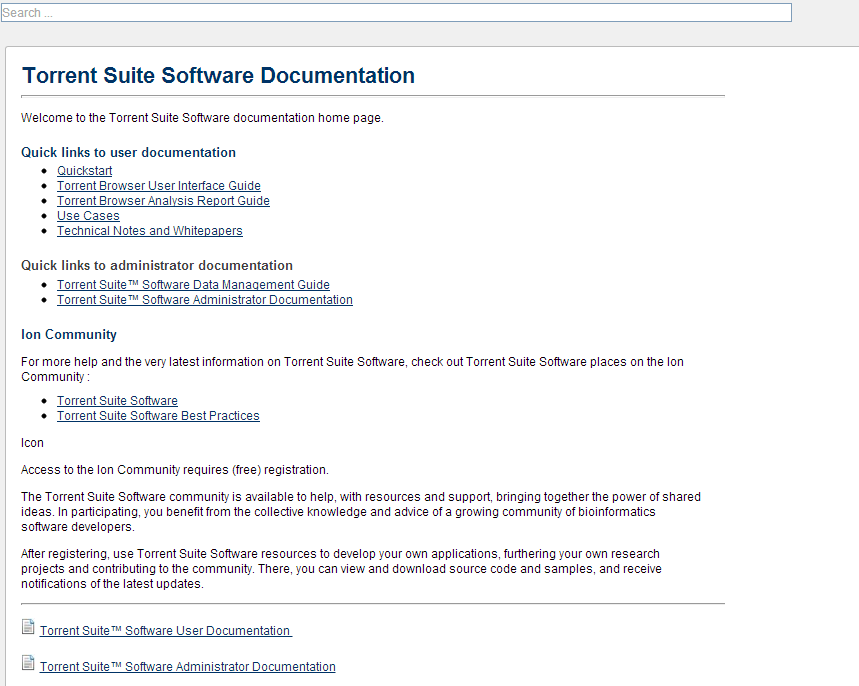 Search ...
Torrent Suite Software Documentation
Welcome to the Torrent Suite Software documentation home page.
Quick links to user documentation
Quickstart
Torrent Browser User Interface Guide
Torrent Browser Analysis Report Guide
Use Cases
Technical Notes and Whitepapers
Quick links to administrator documentation
Torrent Suite™ Software Data Management Guide
Torrent Suite™ Software Administrator Documentation
Ion Community
For more help and the very latest information on Torrent Suite Software, check out Torrent Suite Software places on the Ion
Community :
Torrent Suite Software
Torrent Suite Software Best Practices
Icon
Access to the Ion Community requires (free) registration.
The Torrent Suite Software community is available to help, with resources and support, bringing together the power of shared
ideas. In participating, you benefit from the collective knowledge and advice of a growing community of bioinformatics
software developers.
After registering, use Torrent Suite Software resources to develop your own applications, furthering your own research
projects and contributing to the community. There, you can view and download source code and samples, and receive
notifications of the latest updates.
Torrent Suite™ Software User Documentation
Torrent Suite™ Software Administrator Documentation